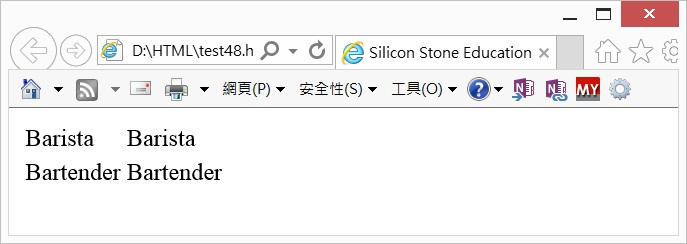 D:\HTML\test48.h
Silicon Stone Education
網頁(P) 安全性(S) 工具(O) MY
Barista Barista
Bartender Bartender